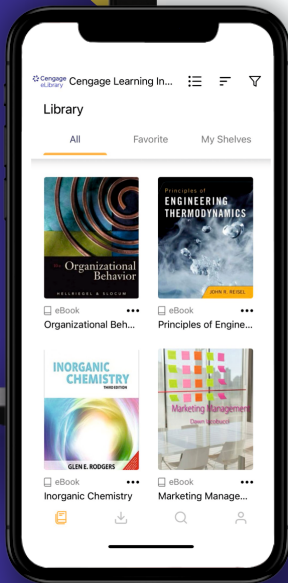 Cengage
eLibrary
Cengage Learning In...
Library
All Favorite My Shelves
Organizational
Behavior
HELLRIEGEL & SLOCUM
Principles of
ENGINEERING
THERMODYNAMICS
JOHN R. REISEL
eBook
Organizational Beh...
eBook
Principles of Engine...
INORGANIC
CHEMISTRY
THIRD EDITION
GLEN E. RODGERS
Marketing Management
Dawn Iacobucci
eBook
Inorganic Chemistry
eBook
Marketing Manage...